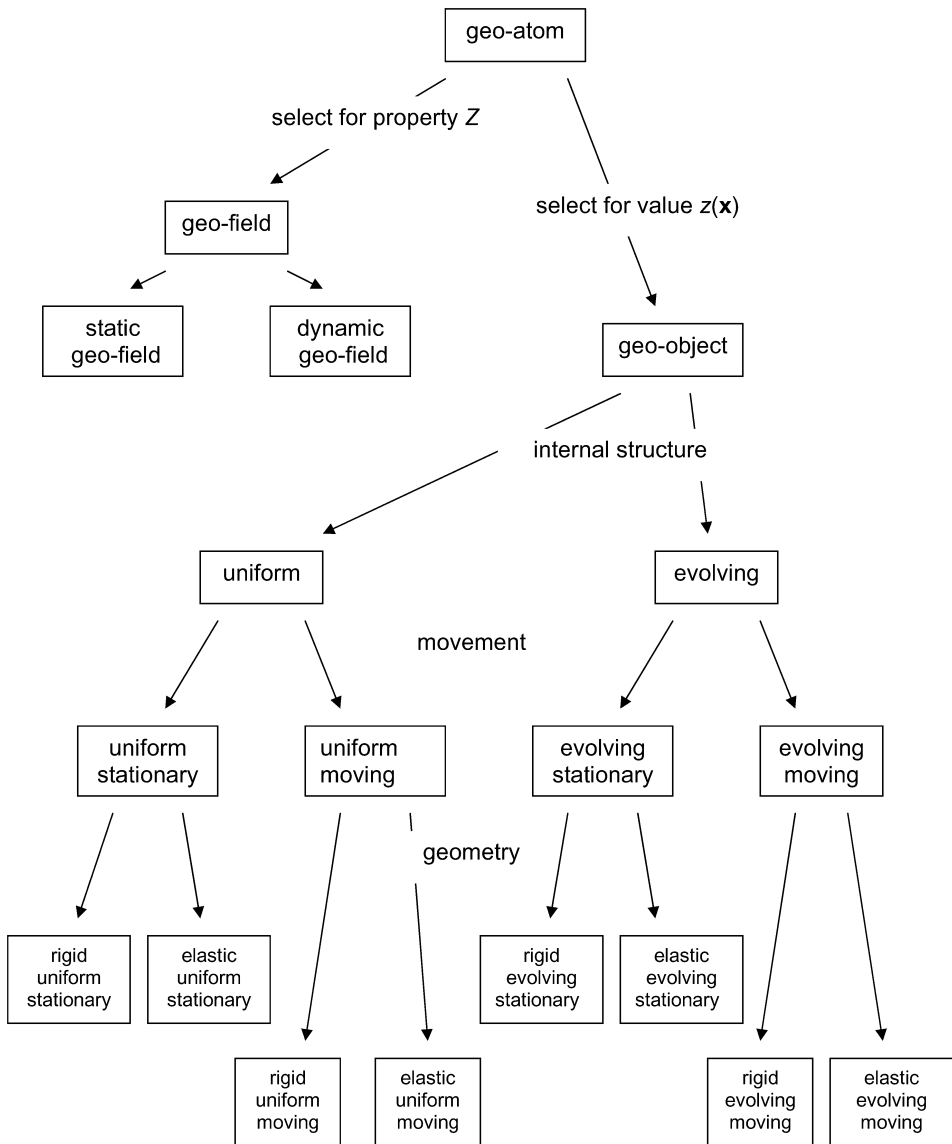 geo-atom
select for property Z
select for value z(x)
geo-field
static
geo-field
dynamic
geo-field
geo-object
internal structure
uniform
evolving
movement
uniform
stationary
uniform
moving
evolving
stationary
evolving
moving
geometry
rigid
uniform
stationary
elastic
uniform
stationary
rigid
evolving
stationary
elastic
evolving
stationary
rigid
uniform
moving
elastic
uniform
moving
rigid
evolving
moving
elastic
evolving
moving